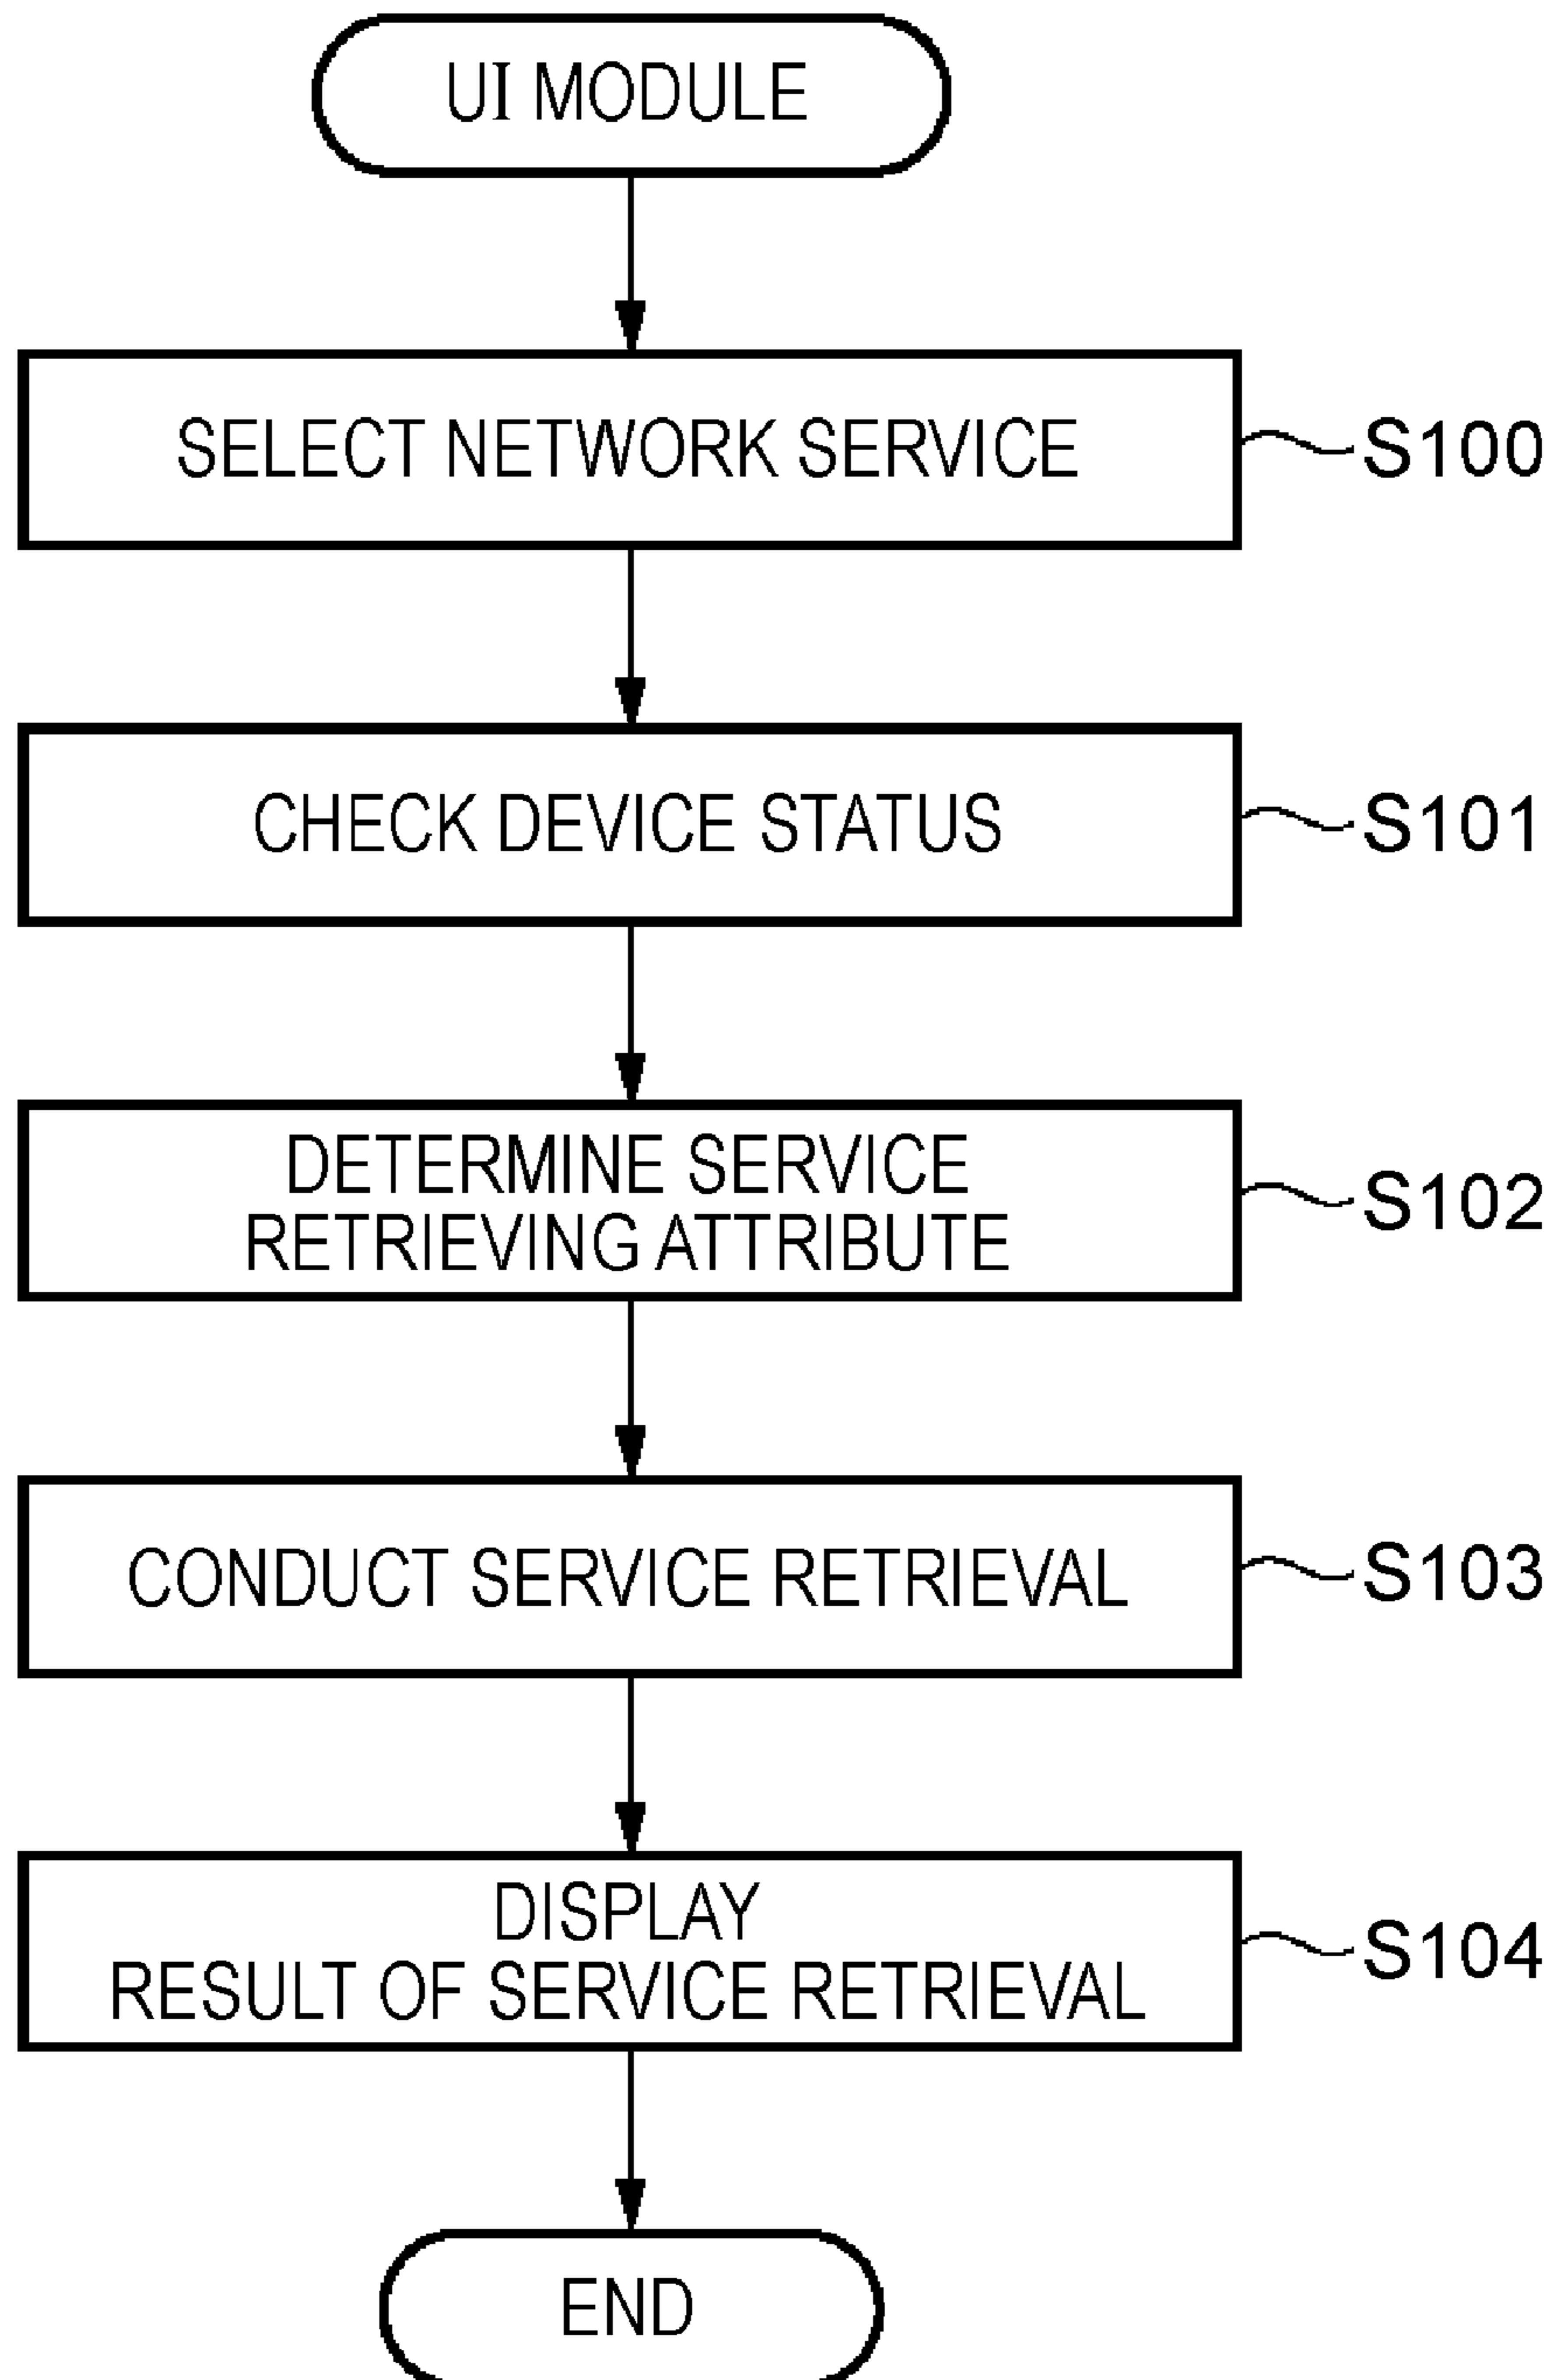 UI MODULE
SELECT NETWORK SERVICE
S100
CHECK DEVICE STATUS
S101
DETERMINE SERVICE
RETRIEVING ATTRIBUTE
S102
CONDUCT SERVICE RETRIEVAL
S103
DISPLAY
RESULT OF SERVICE RETRIEVAL
S104
END